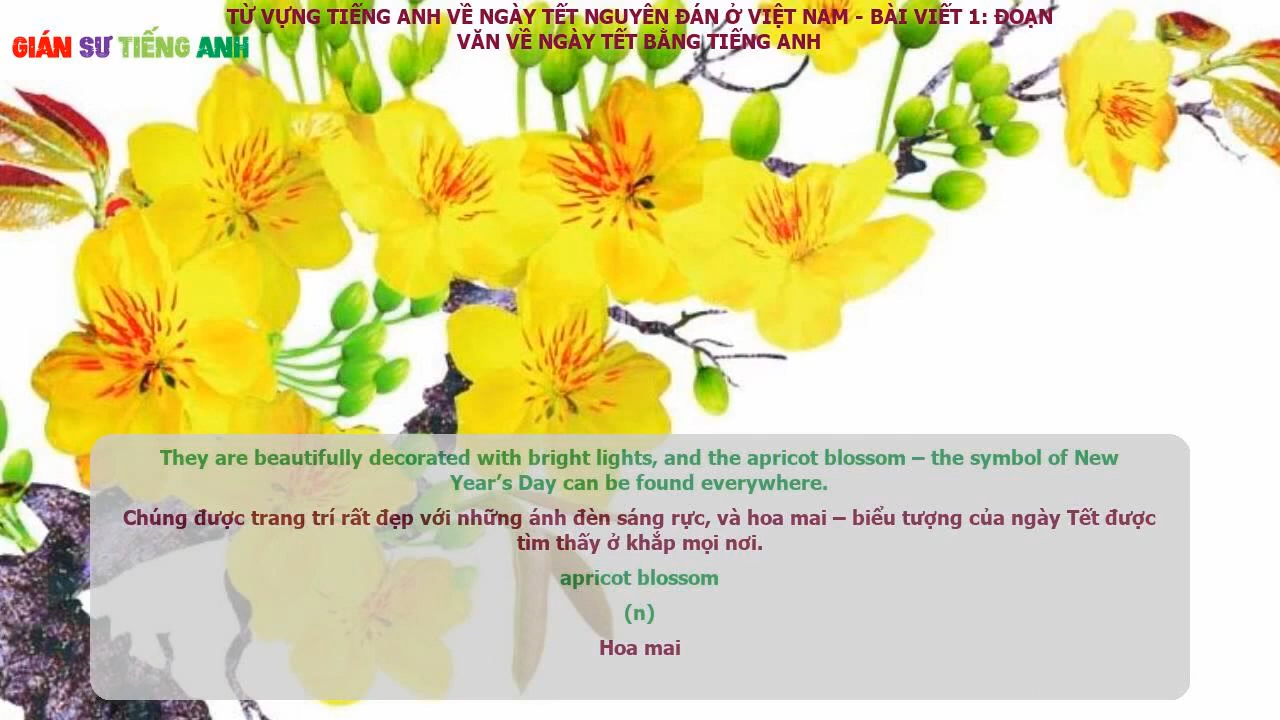 TỪ VỰNG TIẾNG ANH VỀ NGÀY TẾT NGUYÊN ĐÁN Ở VIỆT NAM - BÀI VIẾT 1: ĐOẠN
VĂN VỀ NGÀY TẾT BẰNG TIẾNG ANH
GIÁN SƯ TIẾNG ANH
They are beautifully decorated with bright lights, and the apricot blossom – the symbol of New
Year’s Day can be found everywhere.
Chúng được trang trí rất đẹp với những ánh đèn sáng rực, và hoa mai – biểu tượng của ngày Tết được
tìm thấy ở khắp mọi nơi.
apricot blossom
(n)
Hoa mai